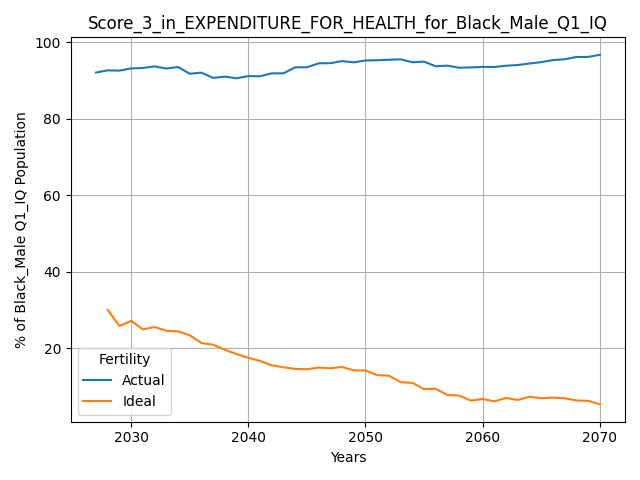 Score_3_in_EXPENDITURE_FOR_HEALTH_for_Black_Male_Q1_IQ
% of Black_Male Q1_IQ Population
100
80
60
40
20
Fertility
Actual
Ideal
2030
2040
2050
2060
2070
Years